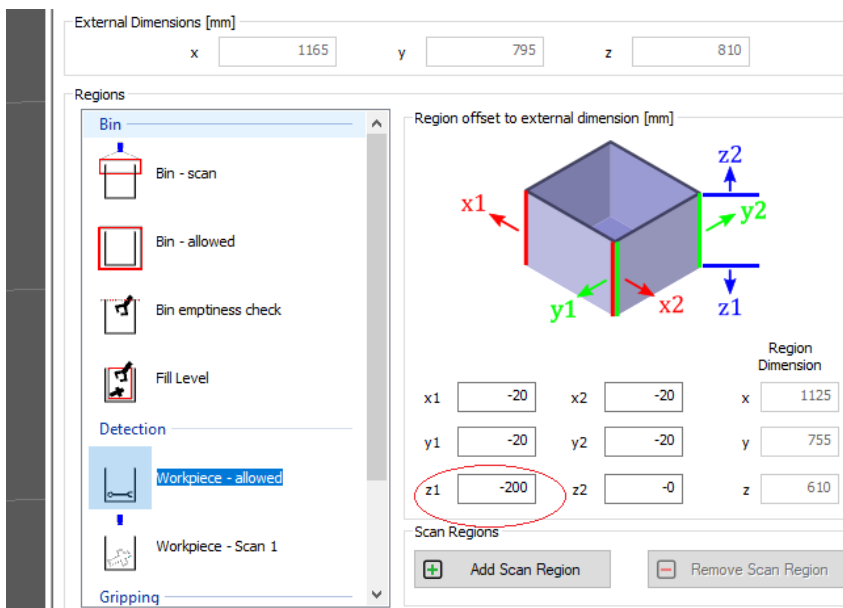 External Dimensions [mm]
x 1165 y 795 z 810
Regions
Bin
Bin - scan
Bin - allowed
Bin emptiness check
Fill Level
Detection
Workpiece - allowed
Workpiece - Scan 1
Gripping
Region offset to external dimension [mm]
z2
x1
y2
y1
x2
z1
Region
Dimension
x1 -20 x2 -20 x 1125
y1 -20 y2 -20 y 755
z1 -200 z2 -0 z 610
Scan Regions
Add Scan Region
Remove Scan Region